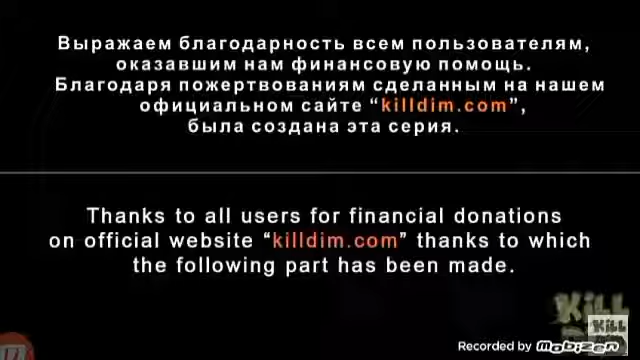 Выражаем благодарность всем пользователям,
оказавшим нам финансовую помощь.
Благодаря пожертвованиям сделанным на нашем
официальном сайте “killdim.com”,
была создана эта серия.
Thanks to all users for financial donations
on official website “killdim.com” thanks to which
the following part has been made.
KiLL
KiLL
Recorded by mobizen